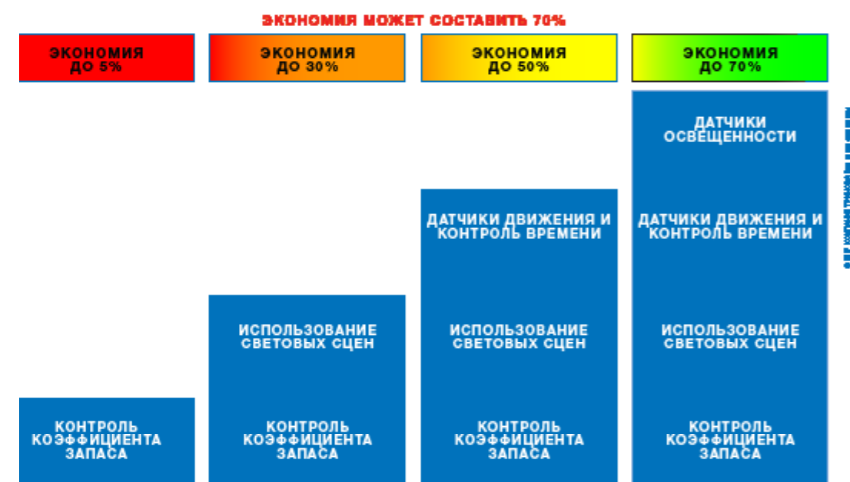 ЭКОНОМИЯ МОЖЕТ СОСТАВИТЬ 70%
ЭКОНОМИЯ
ДО 5%
ЭКОНОМИЯ
ДО 30%
ЭКОНОМИЯ
ДО 50%
ЭКОНОМИЯ
ДО 70%
ДАТЧИКИ
ОСВЕЩЕННОСТИ
ДАТЧИКИ ДВИЖЕНИЯ И
КОНТРОЛЬ ВРЕМЕНИ
ДАТЧИКИ ДВИЖЕНИЯ И
КОНТРОЛЬ ВРЕМЕНИ
ИСПОЛЬЗОВАНИЕ
СВЕТОВЫХ СЦЕН
ИСПОЛЬЗОВАНИЕ
СВЕТОВЫХ СЦЕН
ИСПОЛЬЗОВАНИЕ
СВЕТОВЫХ СЦЕН
КОНТРОЛЬ
КОЭФФИЦИЕНТА
ЗАПАСА
КОНТРОЛЬ
КОЭФФИЦИЕНТА
ЗАПАСА
КОНТРОЛЬ
КОЭФФИЦИЕНТА
ЗАПАСА
КОНТРОЛЬ
КОЭФФИЦИЕНТА
ЗАПАСА